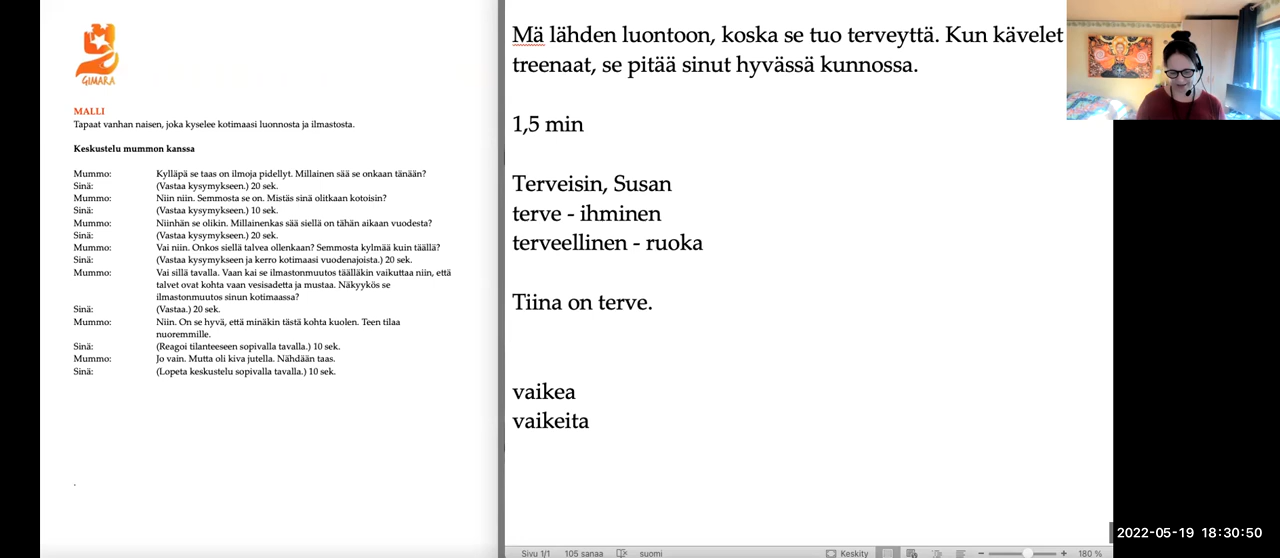 GIMARA
MALLI
Tapaat vanhan naisen, joka kyselee kotimaasi luonnosta ja ilmastosta.
Keskustelu mummon kanssa
Mummo: Kylläpä se taas on ilmoja pidellyt. Millainen sää se onkaan tänään?
Sinä: (Vastaa kysymykseen.) 20 sek.
Mummo: Niin niin. Semmosta se on. Mistäs sinä olitkaan kotoisin?
Sinä: (Vastaa kysymykseen.) 10 sek.
Mummo: Niinhän se olikin. Millainenkas sää siellä on tähän aikaan vuodesta?
Sinä: (Vastaa kysymykseen.) 20 sek.
Mummo: Vai niin. Onkos siellä talvea ollenkaan? Semmosta kylmää kuin täällä?
Sinä: (Vastaa kysymykseen ja kerro kotimaasi vuodenajoista.) 20 sek.
Mummo: Vai sillä tavalla. Vaan kai se ilmastonmuutos täälläkin vaikuttaa niin, että
talvet ovat kohta vaan vesisadetta ja mustaa. Näkyykös se
ilmastonmuutos sinun kotimaassa?
Sinä: (Vastaa.) 20 sek.
Mummo: Niin. On se hyvä, että minäkin tästä kohta kuolen. Teen tilaa
nuoremmille.
Sinä: (Reagoi tilanteeseen sopivalla tavalla.) 10 sek.
Mummo: Jo vain. Mutta oli kiva jutella. Nähdään taas.
Sinä: (Lopeta keskustelu sopivalla tavalla.) 10 sek.
.
Mä lähden luontoon, koska se tuo terveyttä. Kun kävelet
treenaat, se pitää sinut hyvässä kunnossa.
1,5 min
Terveisin, Susan
terve - ihminen
terveellinen - ruoka
Tiina on terve.
vaikea
vaikeita
Sivu 1/1 105 sanaa suomi Keskity 180 %
2022-05-19 18:30:50